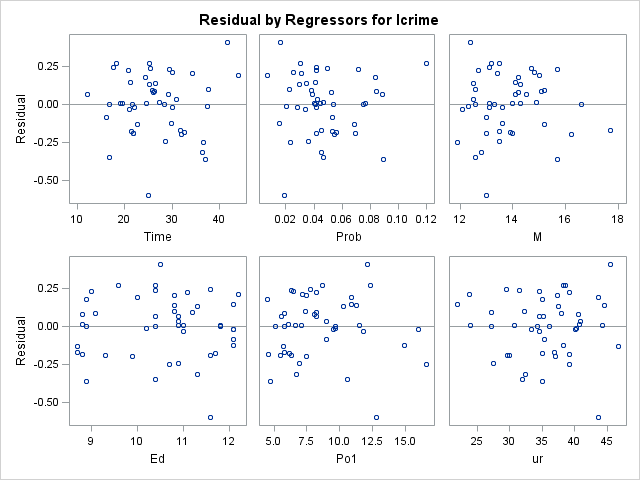 Residual by Regressors for lcrime
Residual
0.25
0.00
-0.25
-0.50
10 20 30 40
Time
0.02 0.04 0.06 0.08 0.10 0.12
Prob
12 14 16 18
M
Residual
0.25
0.00
-0.25
-0.50
9 10 11 12
Ed
5.0 7.5 10.0 12.5 15.0
Po1
25 30 35 40 45
ur